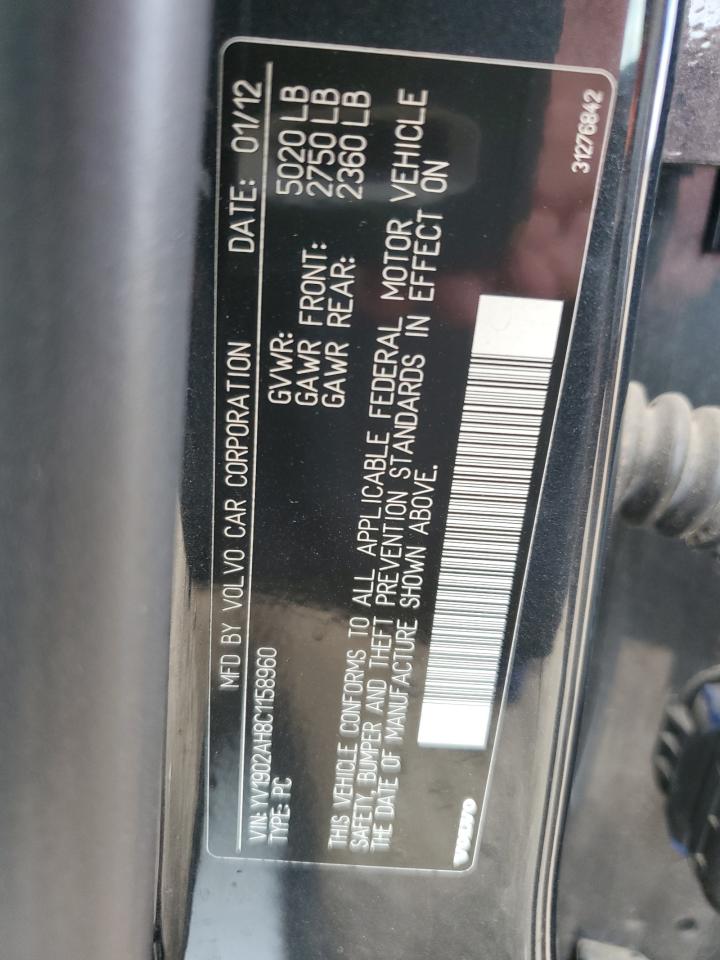 MFD BY VOLVO CAR CORPORATION DATE: 01/12
VIN: YV1902AH8C1158960
TYPE: PC
GVWR: 5020 LB
GAWR FRONT: 2750 LB
GAWR REAR: 2360 LB
THIS VEHICLE CONFORMS TO ALL APPLICABLE FEDERAL MOTOR VEHICLE
SAFETY, BUMPER AND THEFT PREVENTION STANDARDS IN EFFECT ON
THE DATE OF MANUFACTURE SHOWN ABOVE.
VOLVO
31276842